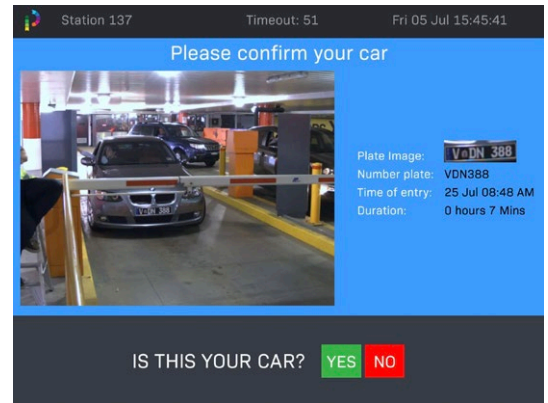 Station 137 Timeout: 51 Fri 05 Jul 15:45:41
Please confirm your car
Plate Image: V▫DN 388
Number plate: VDN388
Time of entry: 25 Jul 08:48 AM
Duration: 0 hours 7 Mins
V▫DN 388
IS THIS YOUR CAR? YES NO